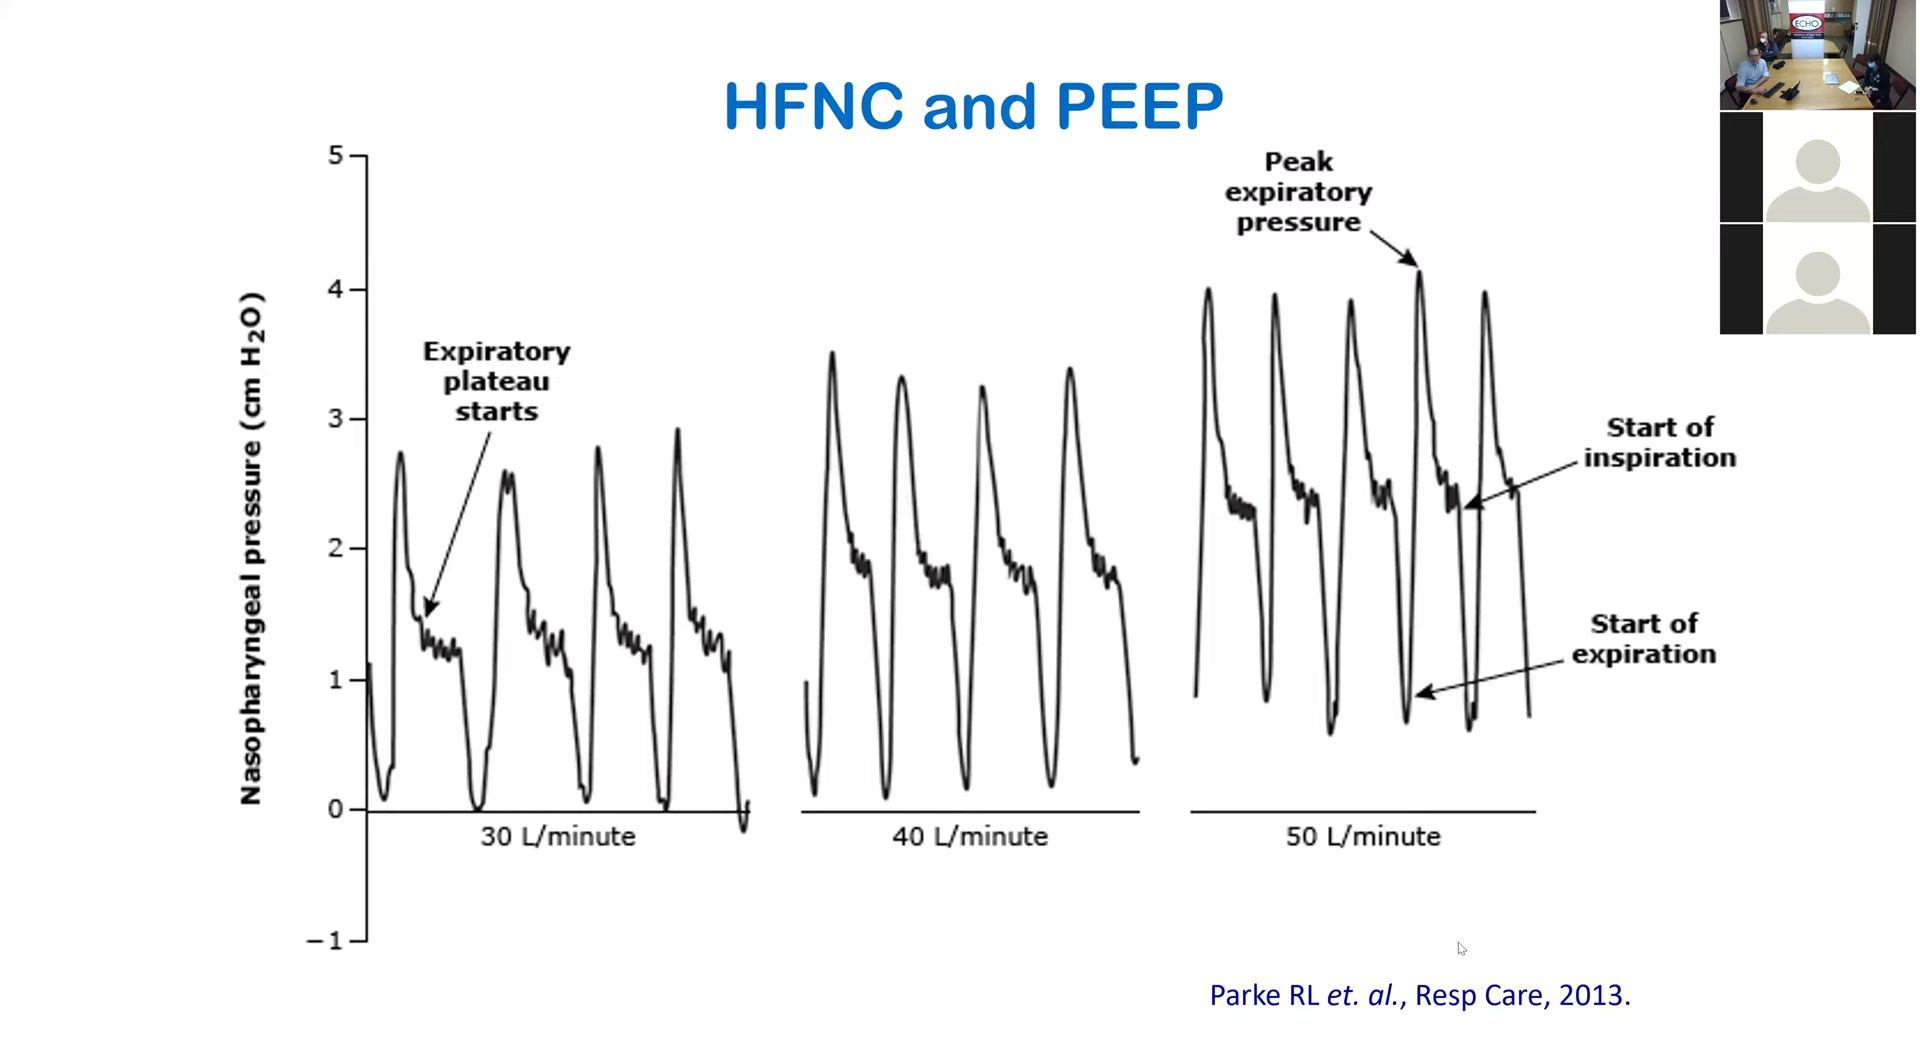 HFNC and PEEP
5
4
3
2
1
0
−1
Nasopharyngeal pressure (cm H₂O)
Expiratory
plateau
starts
Peak
expiratory
pressure
Start of
inspiration
Start of
expiration
30 L/minute
40 L/minute
50 L/minute
Parke RL et. al., Resp Care, 2013.
ECHO